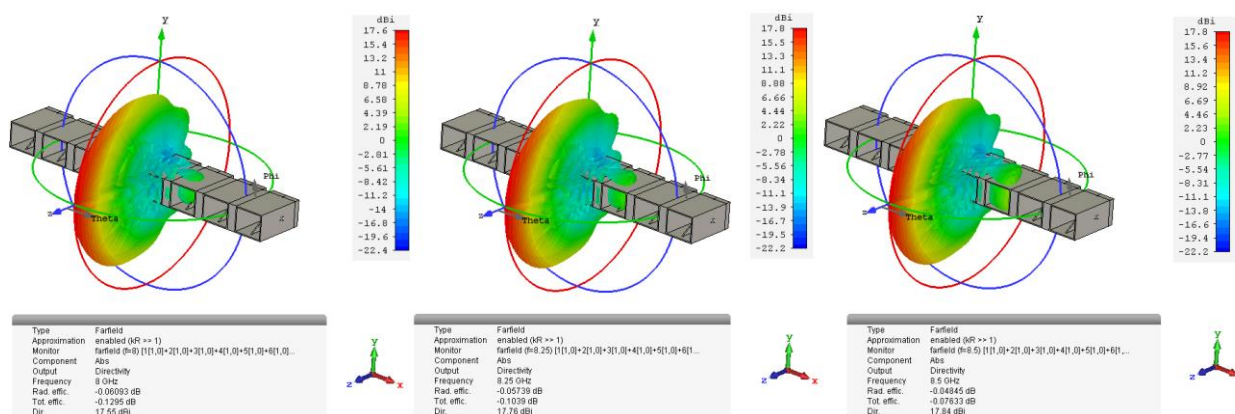 y
z
Theta
Phi
x
dBi
17.6
15.4
13.2
11
8.78
6.58
4.39
2.19
0
-2.81
-5.61
-8.42
-11.2
-14
-16.8
-19.6
-22.4
Type Farfield
Approximation enabled (kR >> 1)
Monitor farfield (f=8) [1[1,0]+2[1,0]+3[1,0]+4[1,0]+5[1,0]+6[1,0]...
Component Abs
Output Directivity
Frequency 8 GHz
Rad. effic. -0.06093 dB
Tot. effic. -0.1295 dB
Dir. 17.55 dBi
y
z
x
y
z
Theta
Phi
x
dBi
17.8
15.5
13.3
11.1
8.88
6.66
4.44
2.22
0
-2.78
-5.56
-8.34
-11.1
-13.9
-16.7
-19.5
-22.2
Type Farfield
Approximation enabled (kR >> 1)
Monitor farfield (f=8.25) [1[1,0]+2[1,0]+3[1,0]+4[1,0]+5[1,0]+6[1...
Component Abs
Output Directivity
Frequency 8.25 GHz
Rad. effic. -0.05739 dB
Tot. effic. -0.1039 dB
Dir. 17.76 dBi
y
z
x
y
z
Theta
Phi
x
dBi
17.8
15.6
13.4
11.1
8.92
6.69
4.46
2.23
0
-2.77
-5.54
-8.31
-11.1
-13.9
-16.6
-19.4
-22.2
Type Farfield
Approximation enabled (kR >> 1)
Monitor farfield (f=8.5) [1[1,0]+2[1,0]+3[1,0]+4[1,0]+5[1,0]+6[1,...
Component Abs
Output Directivity
Frequency 8.5 GHz
Rad. effic. -0.04845 dB
Tot. effic. -0.07633 dB
Dir. 17.84 dBi
y
z